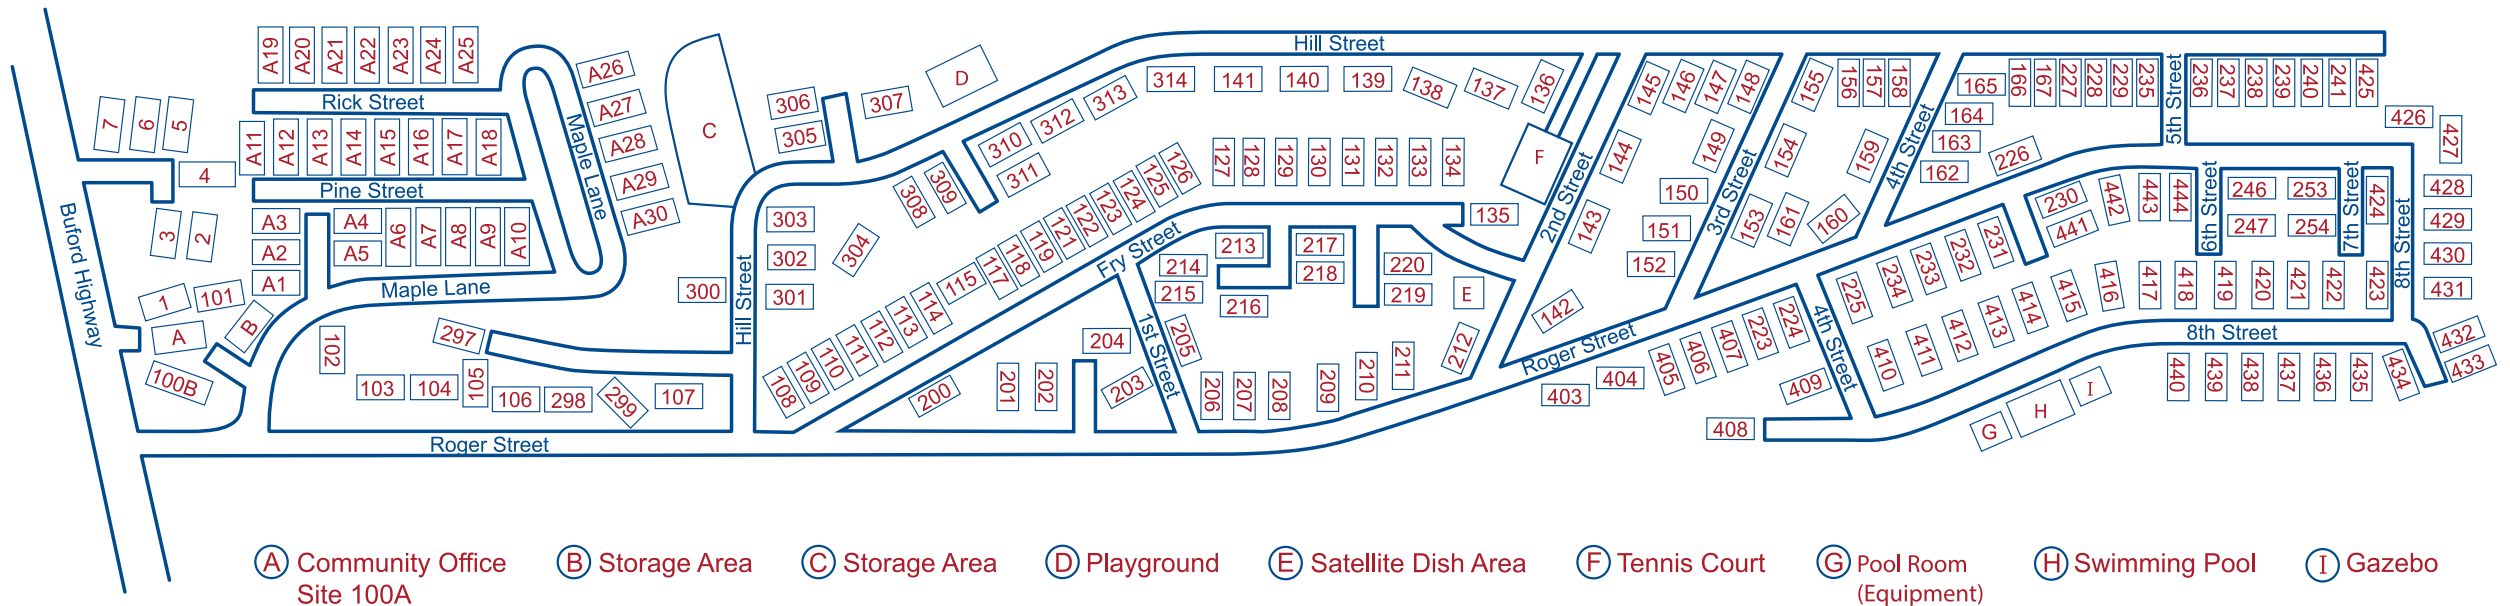 A19
A20
A21
A22
A23
A24
A25
A26
A27
A28
A29
A30
Rick Street
Maple Lane
7
6
5
4
A11
A12
A13
A14
A15
A16
A17
A18
Pine Street
A3
A2
A1
A4
A5
A6
A7
A8
A9
A10
Maple Lane
3
2
1
101
A
B
100B
Buford Highway
C
306
305
307
D
Hill Street
310
311
312
313
314
141
140
139
138
137
136
308
309
303
302
301
304
300
Hill Street
102
103
104
105
106
297
298
299
107
Roger Street
108
109
110
111
112
113
114
115
117
118
119
121
122
123
124
125
126
127
128
129
130
131
132
133
134
135
F
Fry Street
1st Street
200
201
202
203
204
205
206
207
208
209
210
211
212
213
214
215
216
217
218
219
220
E
2nd Street
142
143
144
145
146
147
148
149
150
151
152
3rd Street
153
154
155
156
157
158
159
160
161
Roger Street
4th Street
162
163
164
165
166
167
227
228
229
235
226
5th Street
236
237
238
239
240
241
425
426
427
428
429
430
431
432
433
434
8th Street
225
234
233
232
231
230
441
442
443
444
6th Street
246
247
253
254
7th Street
424
4th Street
410
411
412
413
414
415
416
417
418
419
420
421
422
423
8th Street
403
404
405
406
407
223
224
408
409
G
H
I
440
439
438
437
436
435
A Community Office
Site 100A
B Storage Area
C Storage Area
D Playground
E Satellite Dish Area
F Tennis Court
G Pool Room
(Equipment)
H Swimming Pool
I Gazebo